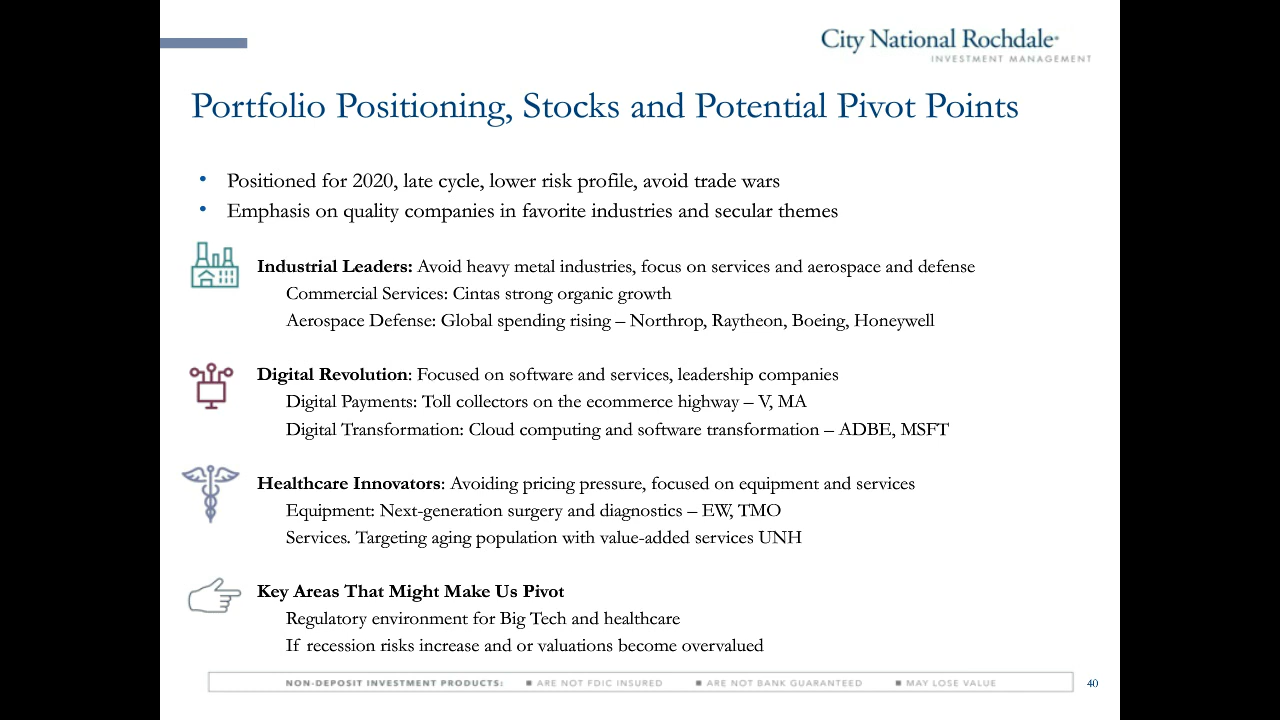 City National Rochdale
INVESTMENT MANAGEMENT
Portfolio Positioning, Stocks and Potential Pivot Points
• Positioned for 2020, late cycle, lower risk profile, avoid trade wars
• Emphasis on quality companies in favorite industries and secular themes
Industrial Leaders: Avoid heavy metal industries, focus on services and aerospace and defense
Commercial Services: Cintas strong organic growth
Aerospace Defense: Global spending rising – Northrop, Raytheon, Boeing, Honeywell
Digital Revolution: Focused on software and services, leadership companies
Digital Payments: Toll collectors on the ecommerce highway – V, MA
Digital Transformation: Cloud computing and software transformation – ADBE, MSFT
Healthcare Innovators: Avoiding pricing pressure, focused on equipment and services
Equipment: Next-generation surgery and diagnostics – EW, TMO
Services. Targeting aging population with value-added services UNH
Key Areas That Might Make Us Pivot
Regulatory environment for Big Tech and healthcare
If recession risks increase and or valuations become overvalued
NON-DEPOSIT INVESTMENT PRODUCTS: ■ ARE NOT FDIC INSURED ■ ARE NOT BANK GUARANTEED ■ MAY LOSE VALUE
40